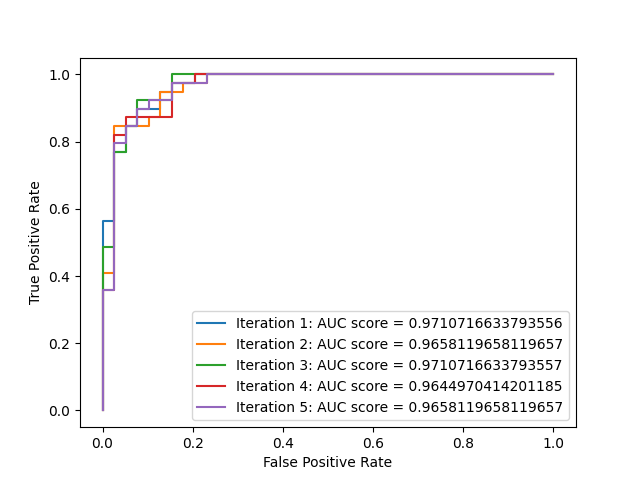 1.0
0.8
0.6
0.4
0.2
0.0
True Positive Rate
Iteration 1: AUC score = 0.9710716633793556
Iteration 2: AUC score = 0.9658119658119657
Iteration 3: AUC score = 0.9710716633793557
Iteration 4: AUC score = 0.9644970414201185
Iteration 5: AUC score = 0.9658119658119657
0.0 0.2 0.4 0.6 0.8 1.0
False Positive Rate